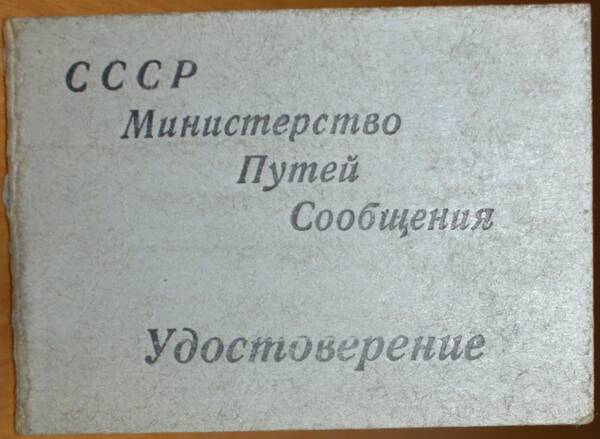 СССР
Министерство
Путей
Сообщения
Удостоверение